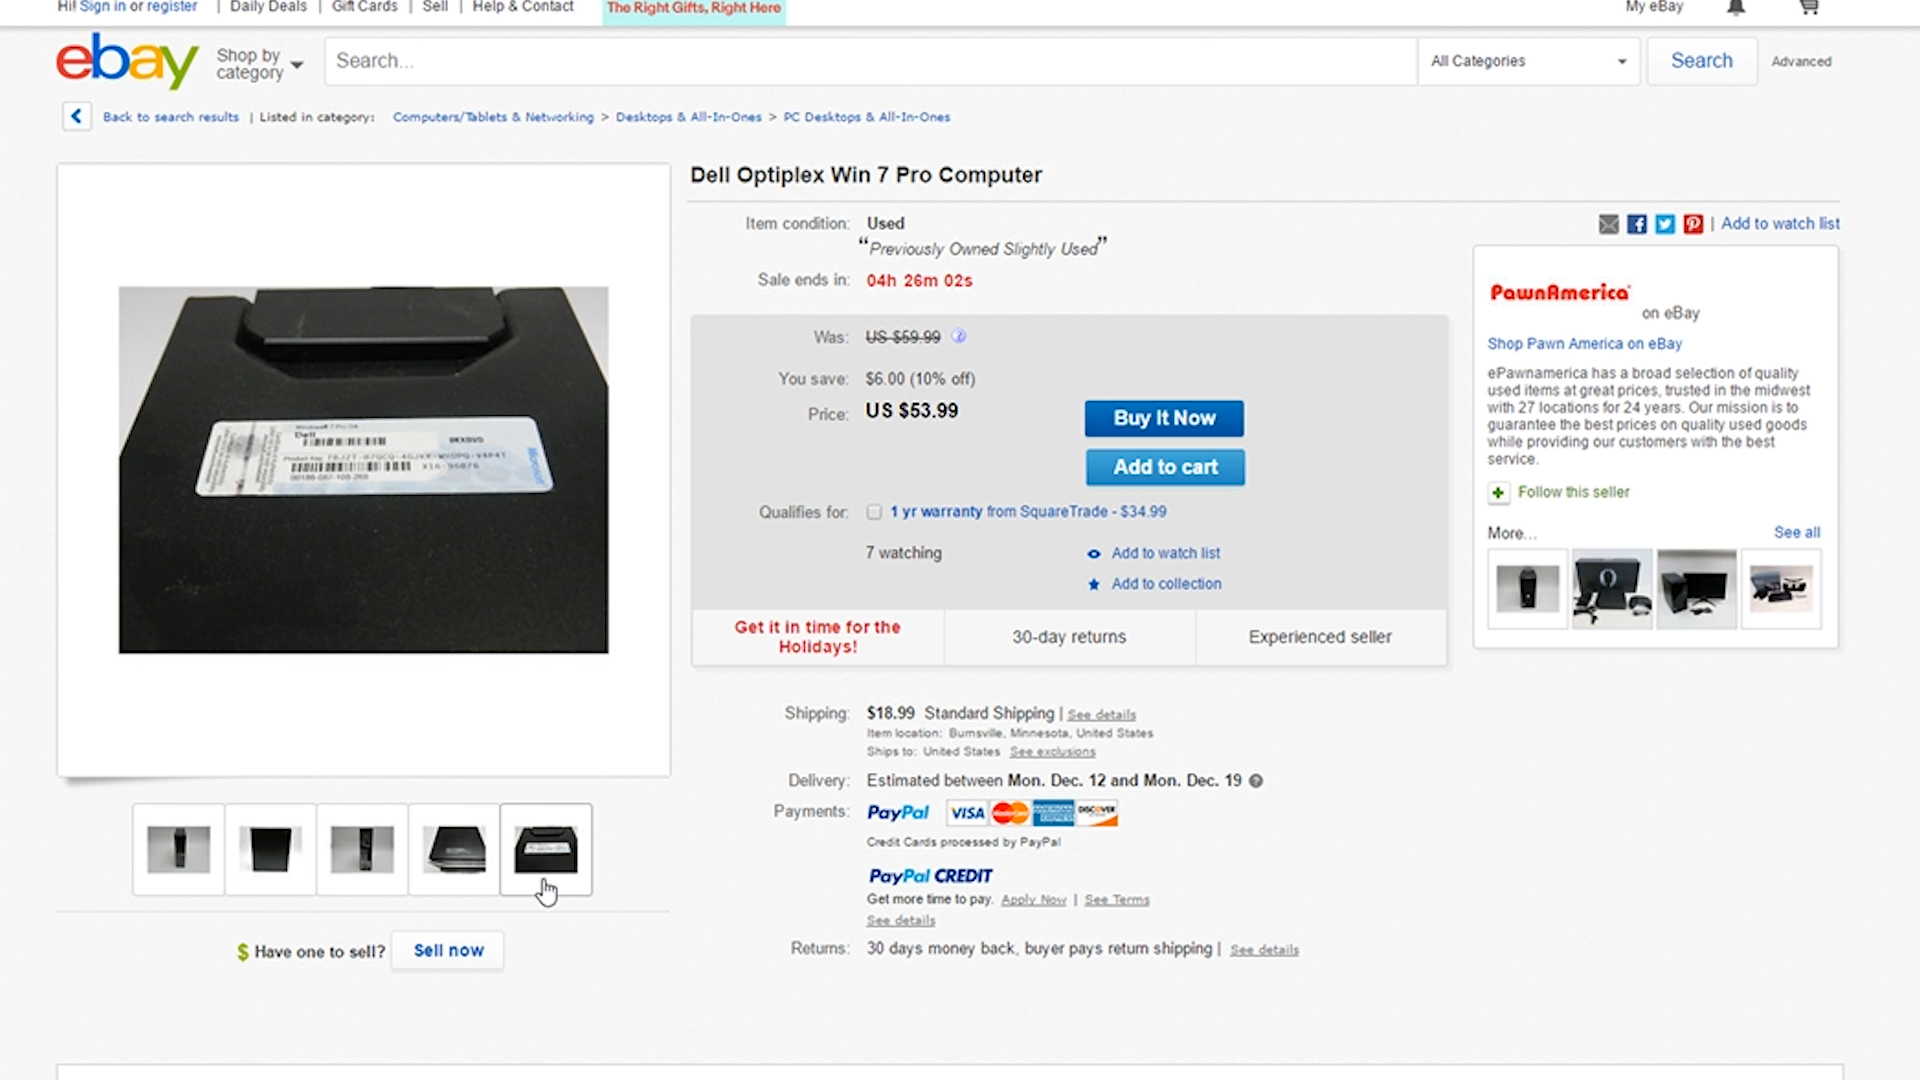 Hi! Sign in or register | Daily Deals | Gift Cards | Sell | Help & Contact
The Right Gifts, Right Here
My eBay
ebay
Shop by category
Search...
All Categories
Search
Advanced
Back to search results | Listed in category: Computers/Tablets & Networking > Desktops & All-In-Ones > PC Desktops & All-In-Ones
Dell Optiplex Win 7 Pro Computer
Item condition: Used
“Previously Owned Slightly Used”
Sale ends in: 04h 26m 02s
Was: US $59.99
You save: $6.00 (10% off)
Price: US $53.99
Buy It Now
Add to cart
Qualifies for: 1 yr warranty from SquareTrade - $34.99
7 watching
Add to watch list
Add to collection
Get it in time for the
Holidays!
30-day returns
Experienced seller
Shipping: $18.99 Standard Shipping | See details
Item location: Burnsville, Minnesota, United States
Ships to: United States See exclusions
Delivery: Estimated between Mon. Dec. 12 and Mon. Dec. 19
Payments: PayPal VISA MasterCard AMERICAN EXPRESS DISCOVER
Credit Cards processed by PayPal
PayPal CREDIT
Get more time to pay. Apply Now | See Terms
See details
Returns: 30 days money back, buyer pays return shipping | See details
| Add to watch list
PawnAmerica
on eBay
Shop Pawn America on eBay
ePawnamerica has a broad selection of quality
used items at great prices, trusted in the midwest
with 27 locations for 24 years. Our mission is to
guarantee the best prices on quality used goods
while providing our customers with the best
service.
Follow this seller
More...
See all
Dell
Product Key:
Microsoft
$ Have one to sell? Sell now